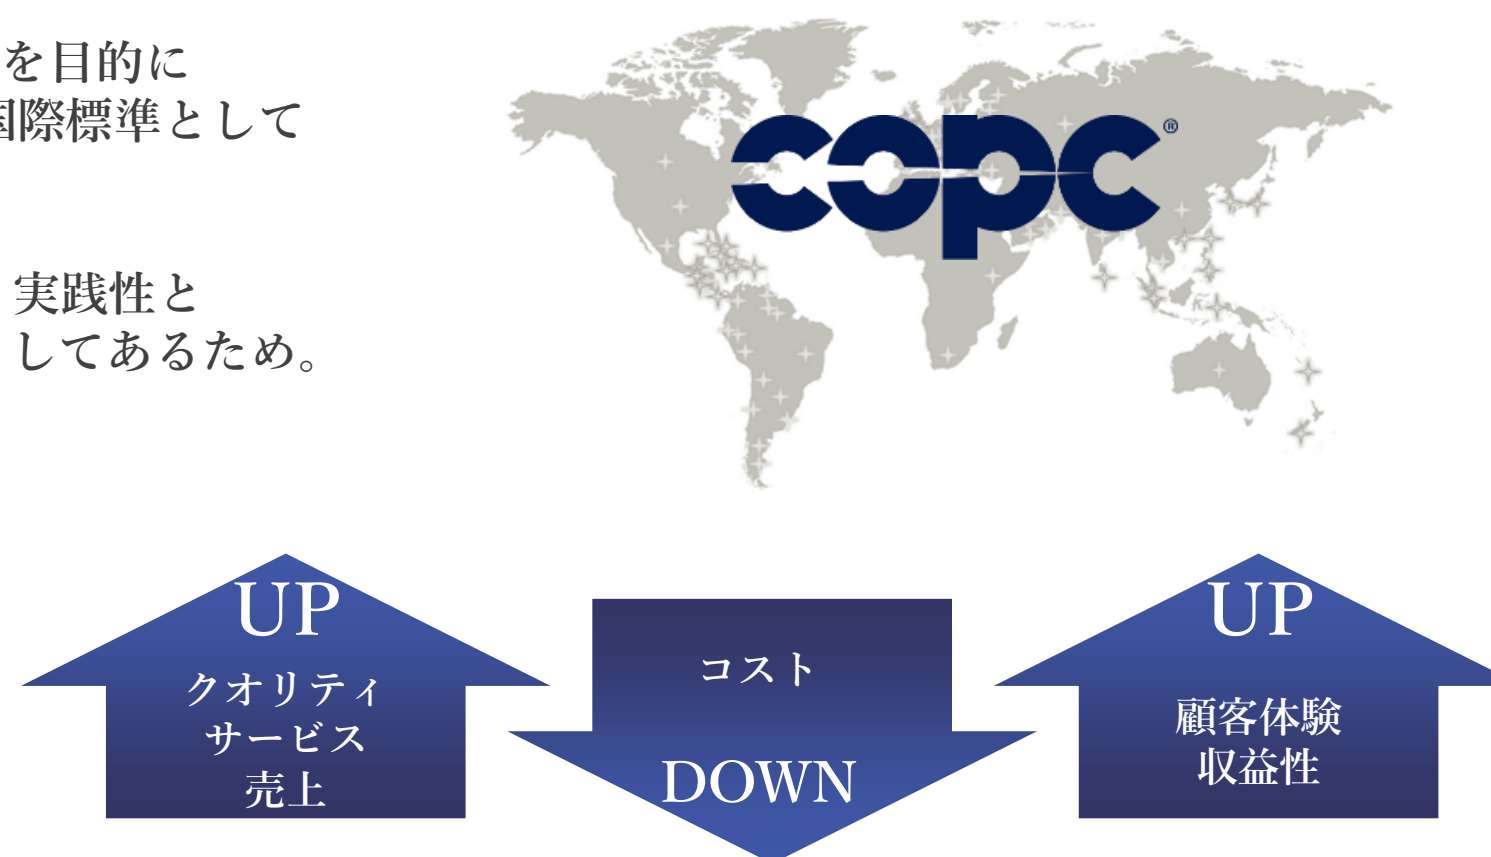 を目的に
国際標準として
実践性と
してあるため。
copc®
UP
クオリティ
サービス
売上
コスト
DOWN
UP
顧客体験
収益性